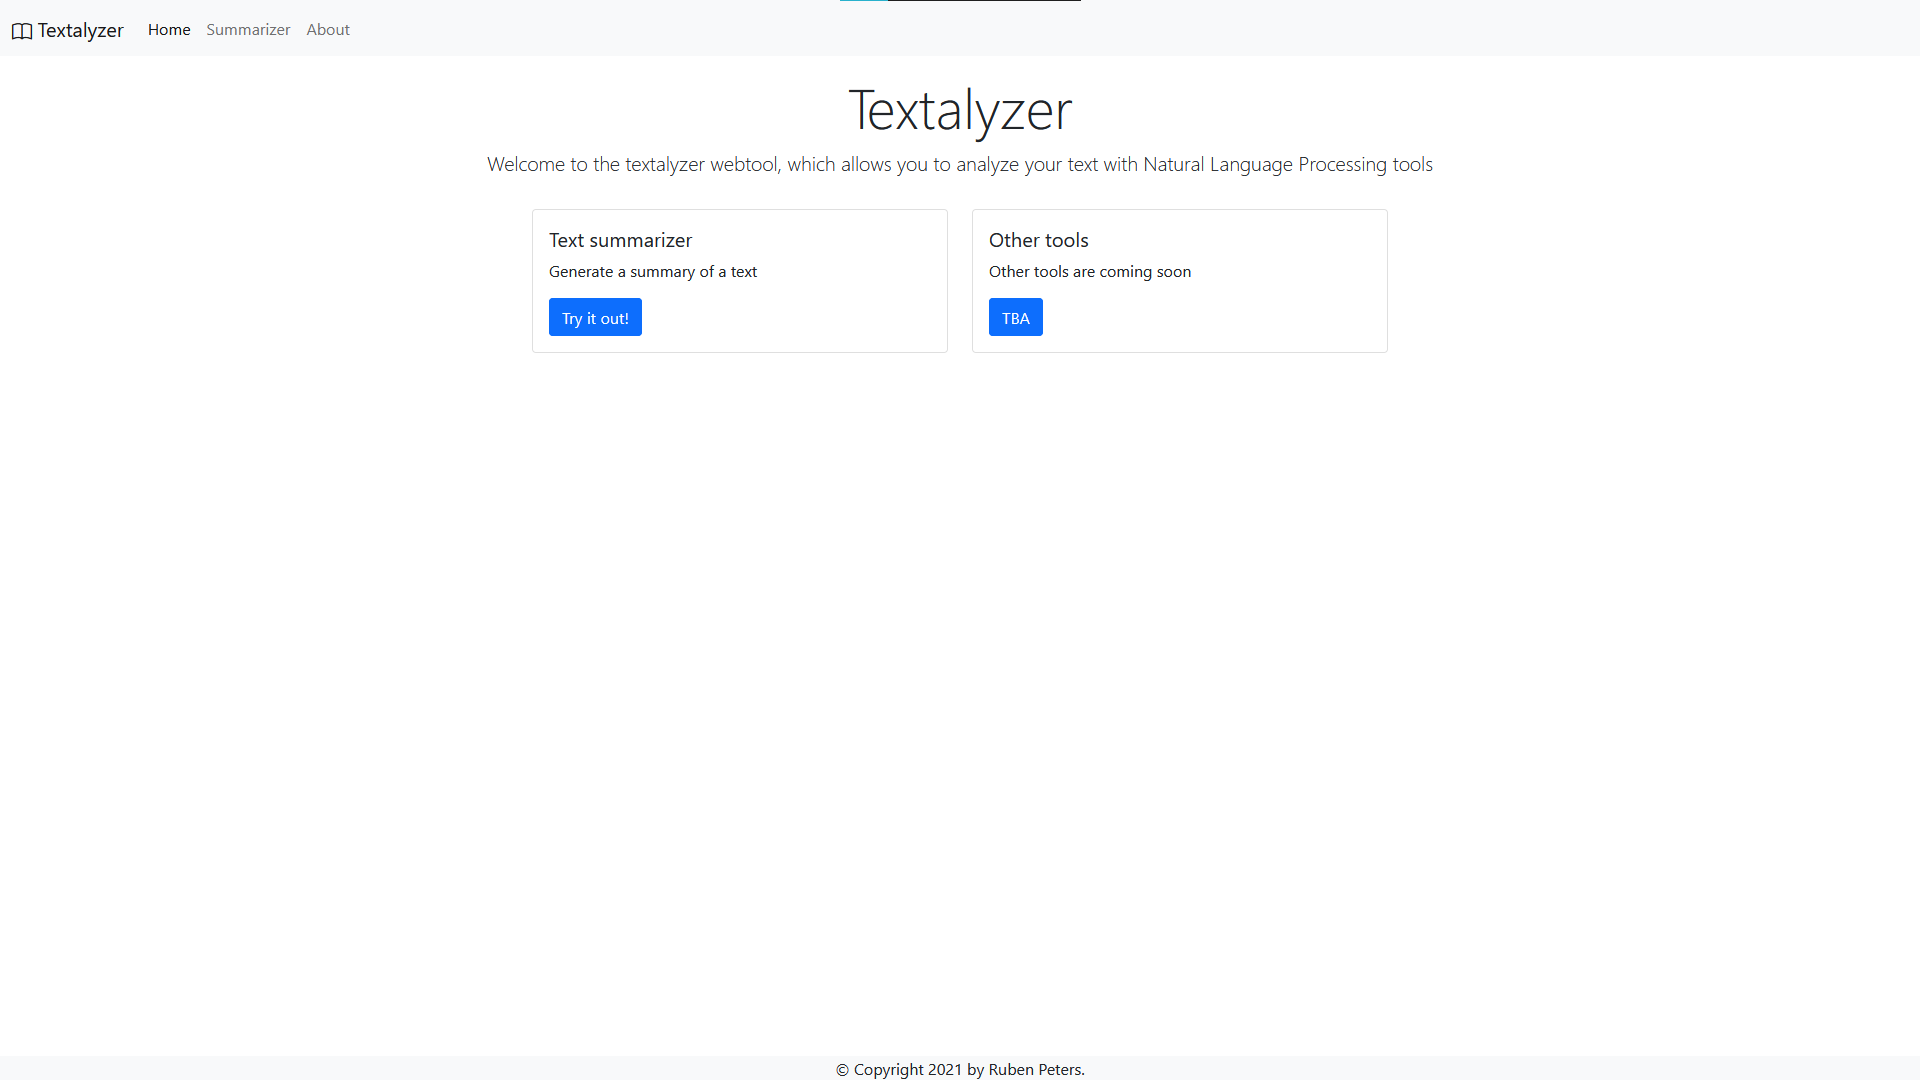 Textalyzer Home Summarizer About
Textalyzer
Welcome to the textalyzer webtool, which allows you to analyze your text with Natural Language Processing tools
Text summarizer
Generate a summary of a text
Try it out!
Other tools
Other tools are coming soon
TBA
© Copyright 2021 by Ruben Peters.